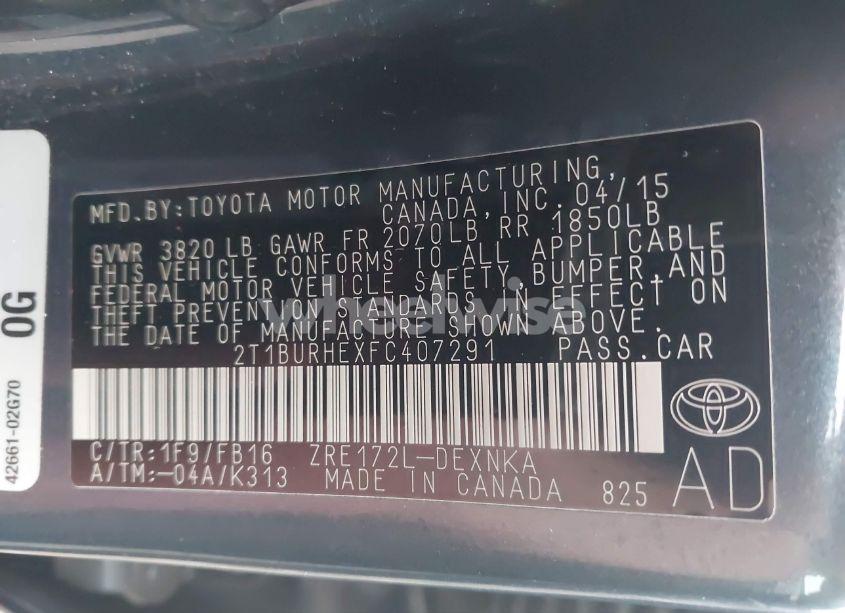 MFD.BY:TOYOTA MOTOR MANUFACTURING,
CANADA,INC. 04/15
GVWR 3820 LB GAWR FR 2070LB RR 1850LB
THIS VEHICLE CONFORMS TO ALL APPLICABLE
FEDERAL MOTOR VEHICLE SAFETY,BUMPER,AND
THEFT PREVENTION STANDARDS IN EFFECT ON
THE DATE OF MANUFACTURE SHOWN ABOVE.
2T1BURHEXFC407291 PASS.CAR
C/TR:1F9/FB16 ZRE172L-DEXNKA
A/TM:-04A/K313 MADE IN CANADA 825
AD
0G
42661-02G70
wheelwise